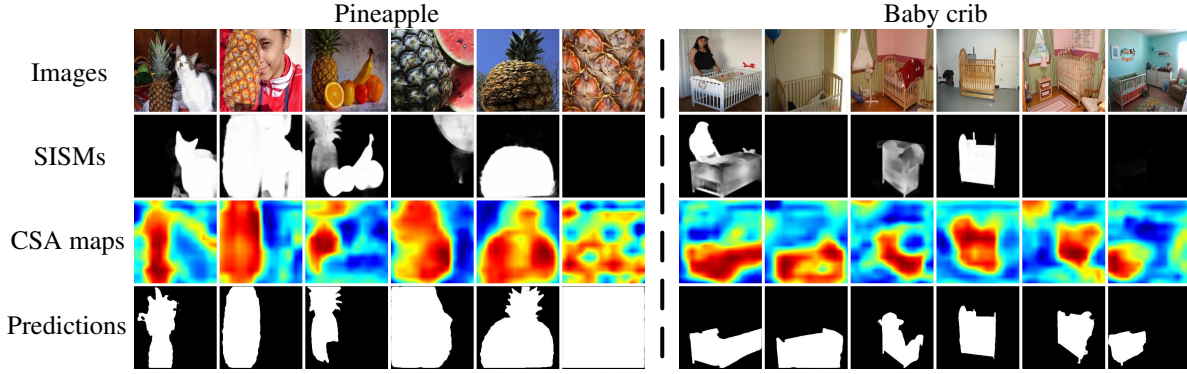 Pineapple
Baby crib
Images
SISMs
CSA maps
Predictions